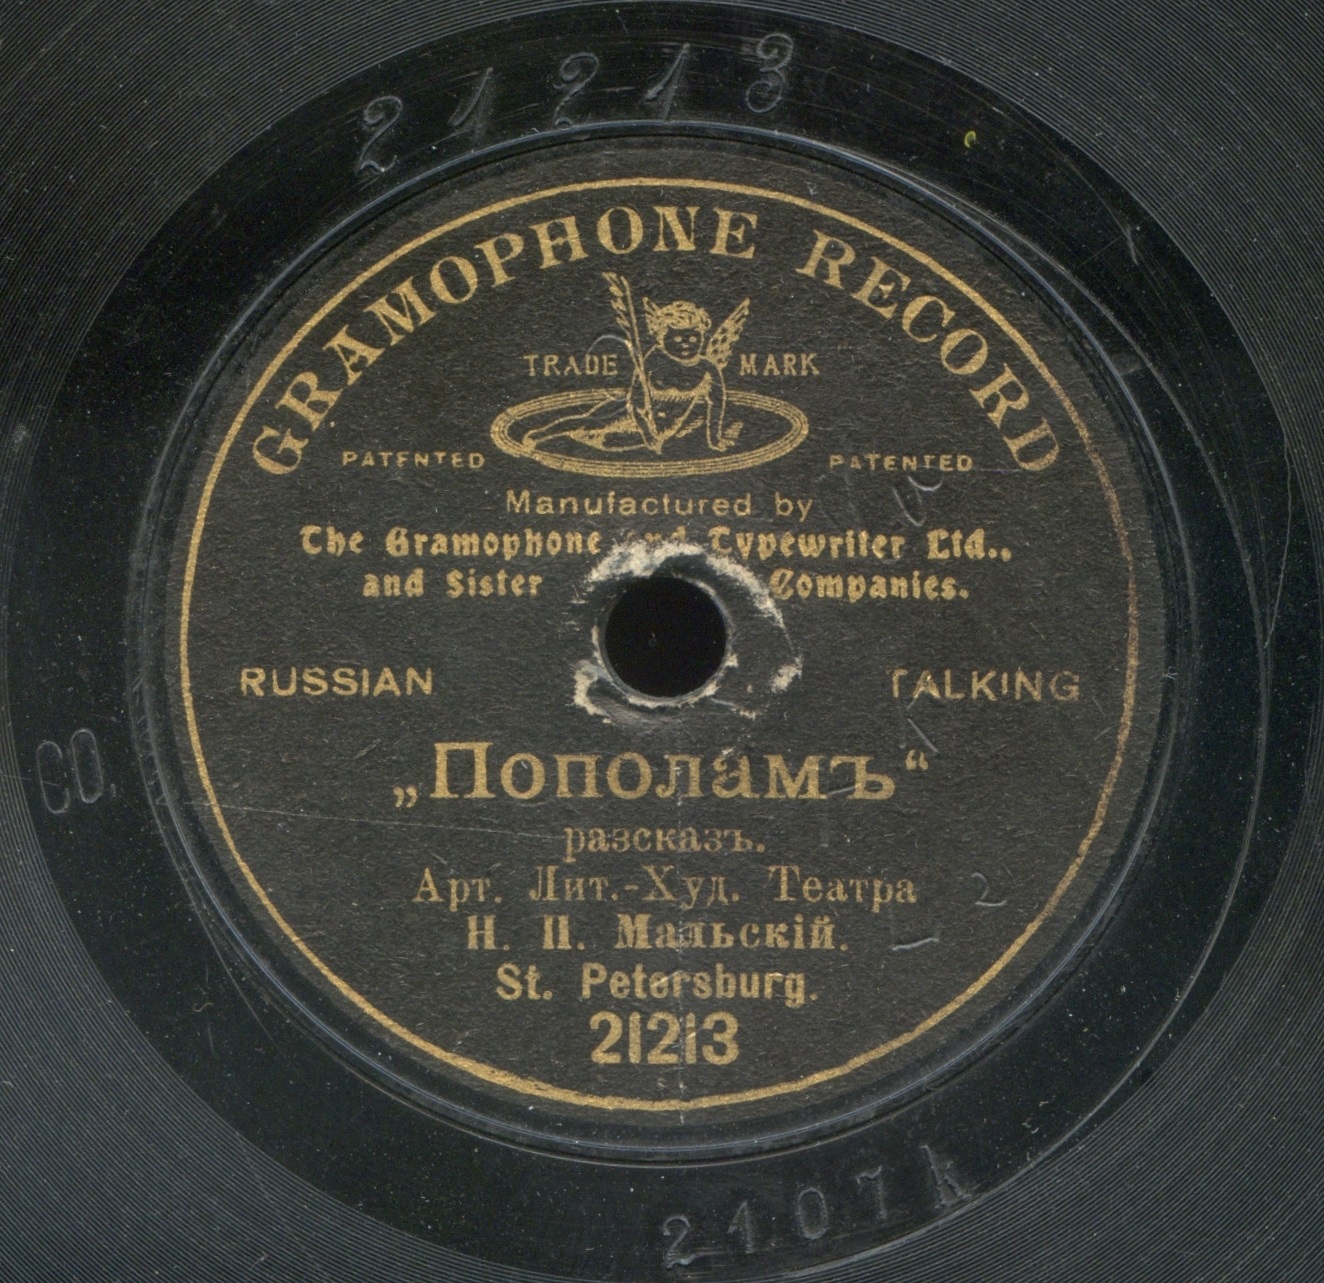 21213
GRAMOPHONE RECORD
TRADE MARK
PATENTED PATENTED
Manufactured by
The Gramophone and Typewriter Ltd.,
and Sister Companies.
RUSSIAN TALKING
„Пополамъ“
разсказъ.
Арт. Лит.-Худ. Театра
Н. П. Мальскій.
St. Petersburg.
21213
2107k